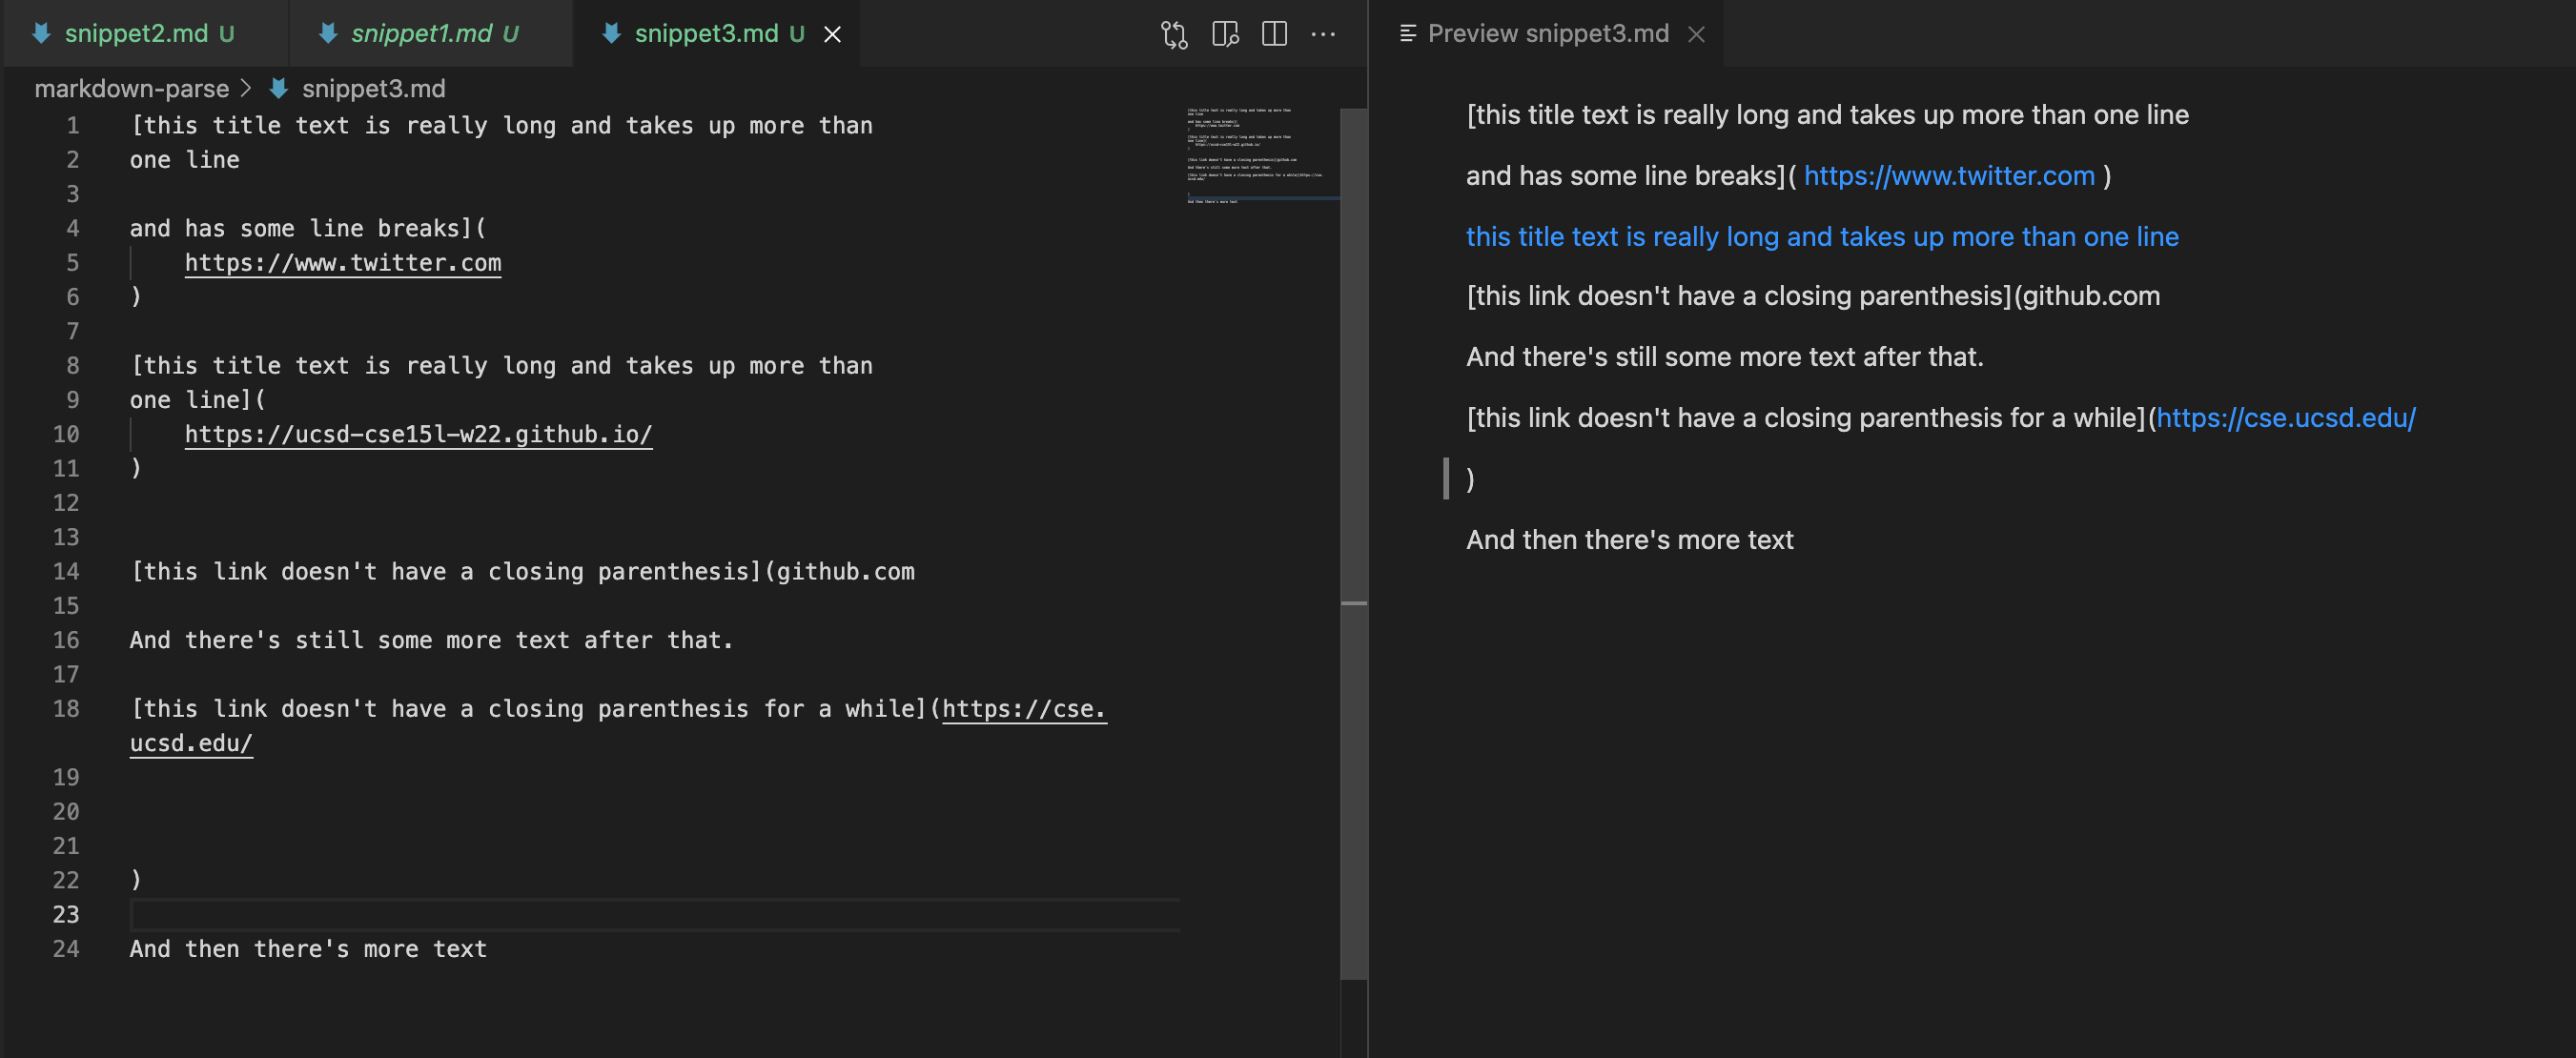 snippet2.md U
snippet1.md U
snippet3.md U
Preview snippet3.md
markdown-parse > snippet3.md
1 [this title text is really long and takes up more than
2 one line
3
4 and has some line breaks](
5 https://www.twitter.com
6 )
7
8 [this title text is really long and takes up more than
9 one line](
10 https://ucsd-cse15l-w22.github.io/
11 )
12
13
14 [this link doesn't have a closing parenthesis](github.com
15
16 And there's still some more text after that.
17
18 [this link doesn't have a closing parenthesis for a while](https://cse.
ucsd.edu/
19
20
21
22 )
23
24 And then there's more text
[this title text is really long and takes up more than one line
and has some line breaks]( https://www.twitter.com )
this title text is really long and takes up more than one line
[this link doesn't have a closing parenthesis](github.com
And there's still some more text after that.
[this link doesn't have a closing parenthesis for a while](https://cse.ucsd.edu/
)
And then there's more text